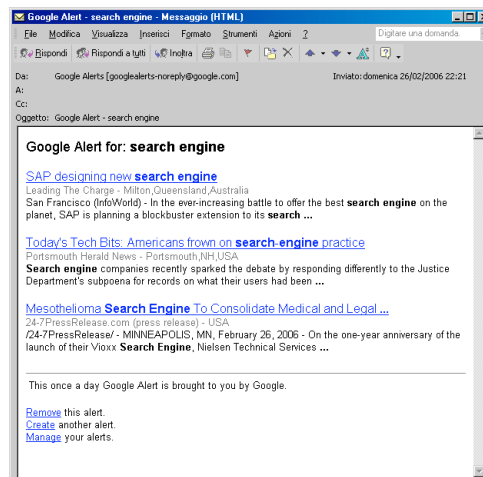 Google Alert - search engine - Messaggio (HTML)
File Modifica Visualizza Inserisci Formato Strumenti Azioni ? Digitare una domanda.
Rispondi Rispondi a tutti Inoltra
Da: Google Alerts [googlealerts-noreply@google.com] Inviato: domenica 26/02/2006 22:21
A:
Cc:
Oggetto: Google Alert - search engine
Google Alert for: search engine
SAP designing new search engine
Leading The Charge - Milton,Queensland,Australia
San Francisco (InfoWorld) - In the ever-increasing battle to offer the best search engine on the
planet, SAP is planning a blockbuster extension to its search ...
Today's Tech Bits: Americans frown on search-engine practice
Portsmouth Herald News - Portsmouth,NH,USA
Search engine companies recently sparked the debate by responding differently to the Justice
Department's subpoena for records on what their users had been ...
Mesothelioma Search Engine To Consolidate Medical and Legal ...
24-7PressRelease.com (press release) - USA
/24-7PressRelease/ - MINNEAPOLIS, MN, February 26, 2006 - On the one-year anniversary of the
launch of their Vioxx Search Engine, Nielsen Technical Services ...
This once a day Google Alert is brought to you by Google.
Remove this alert.
Create another alert.
Manage your alerts.